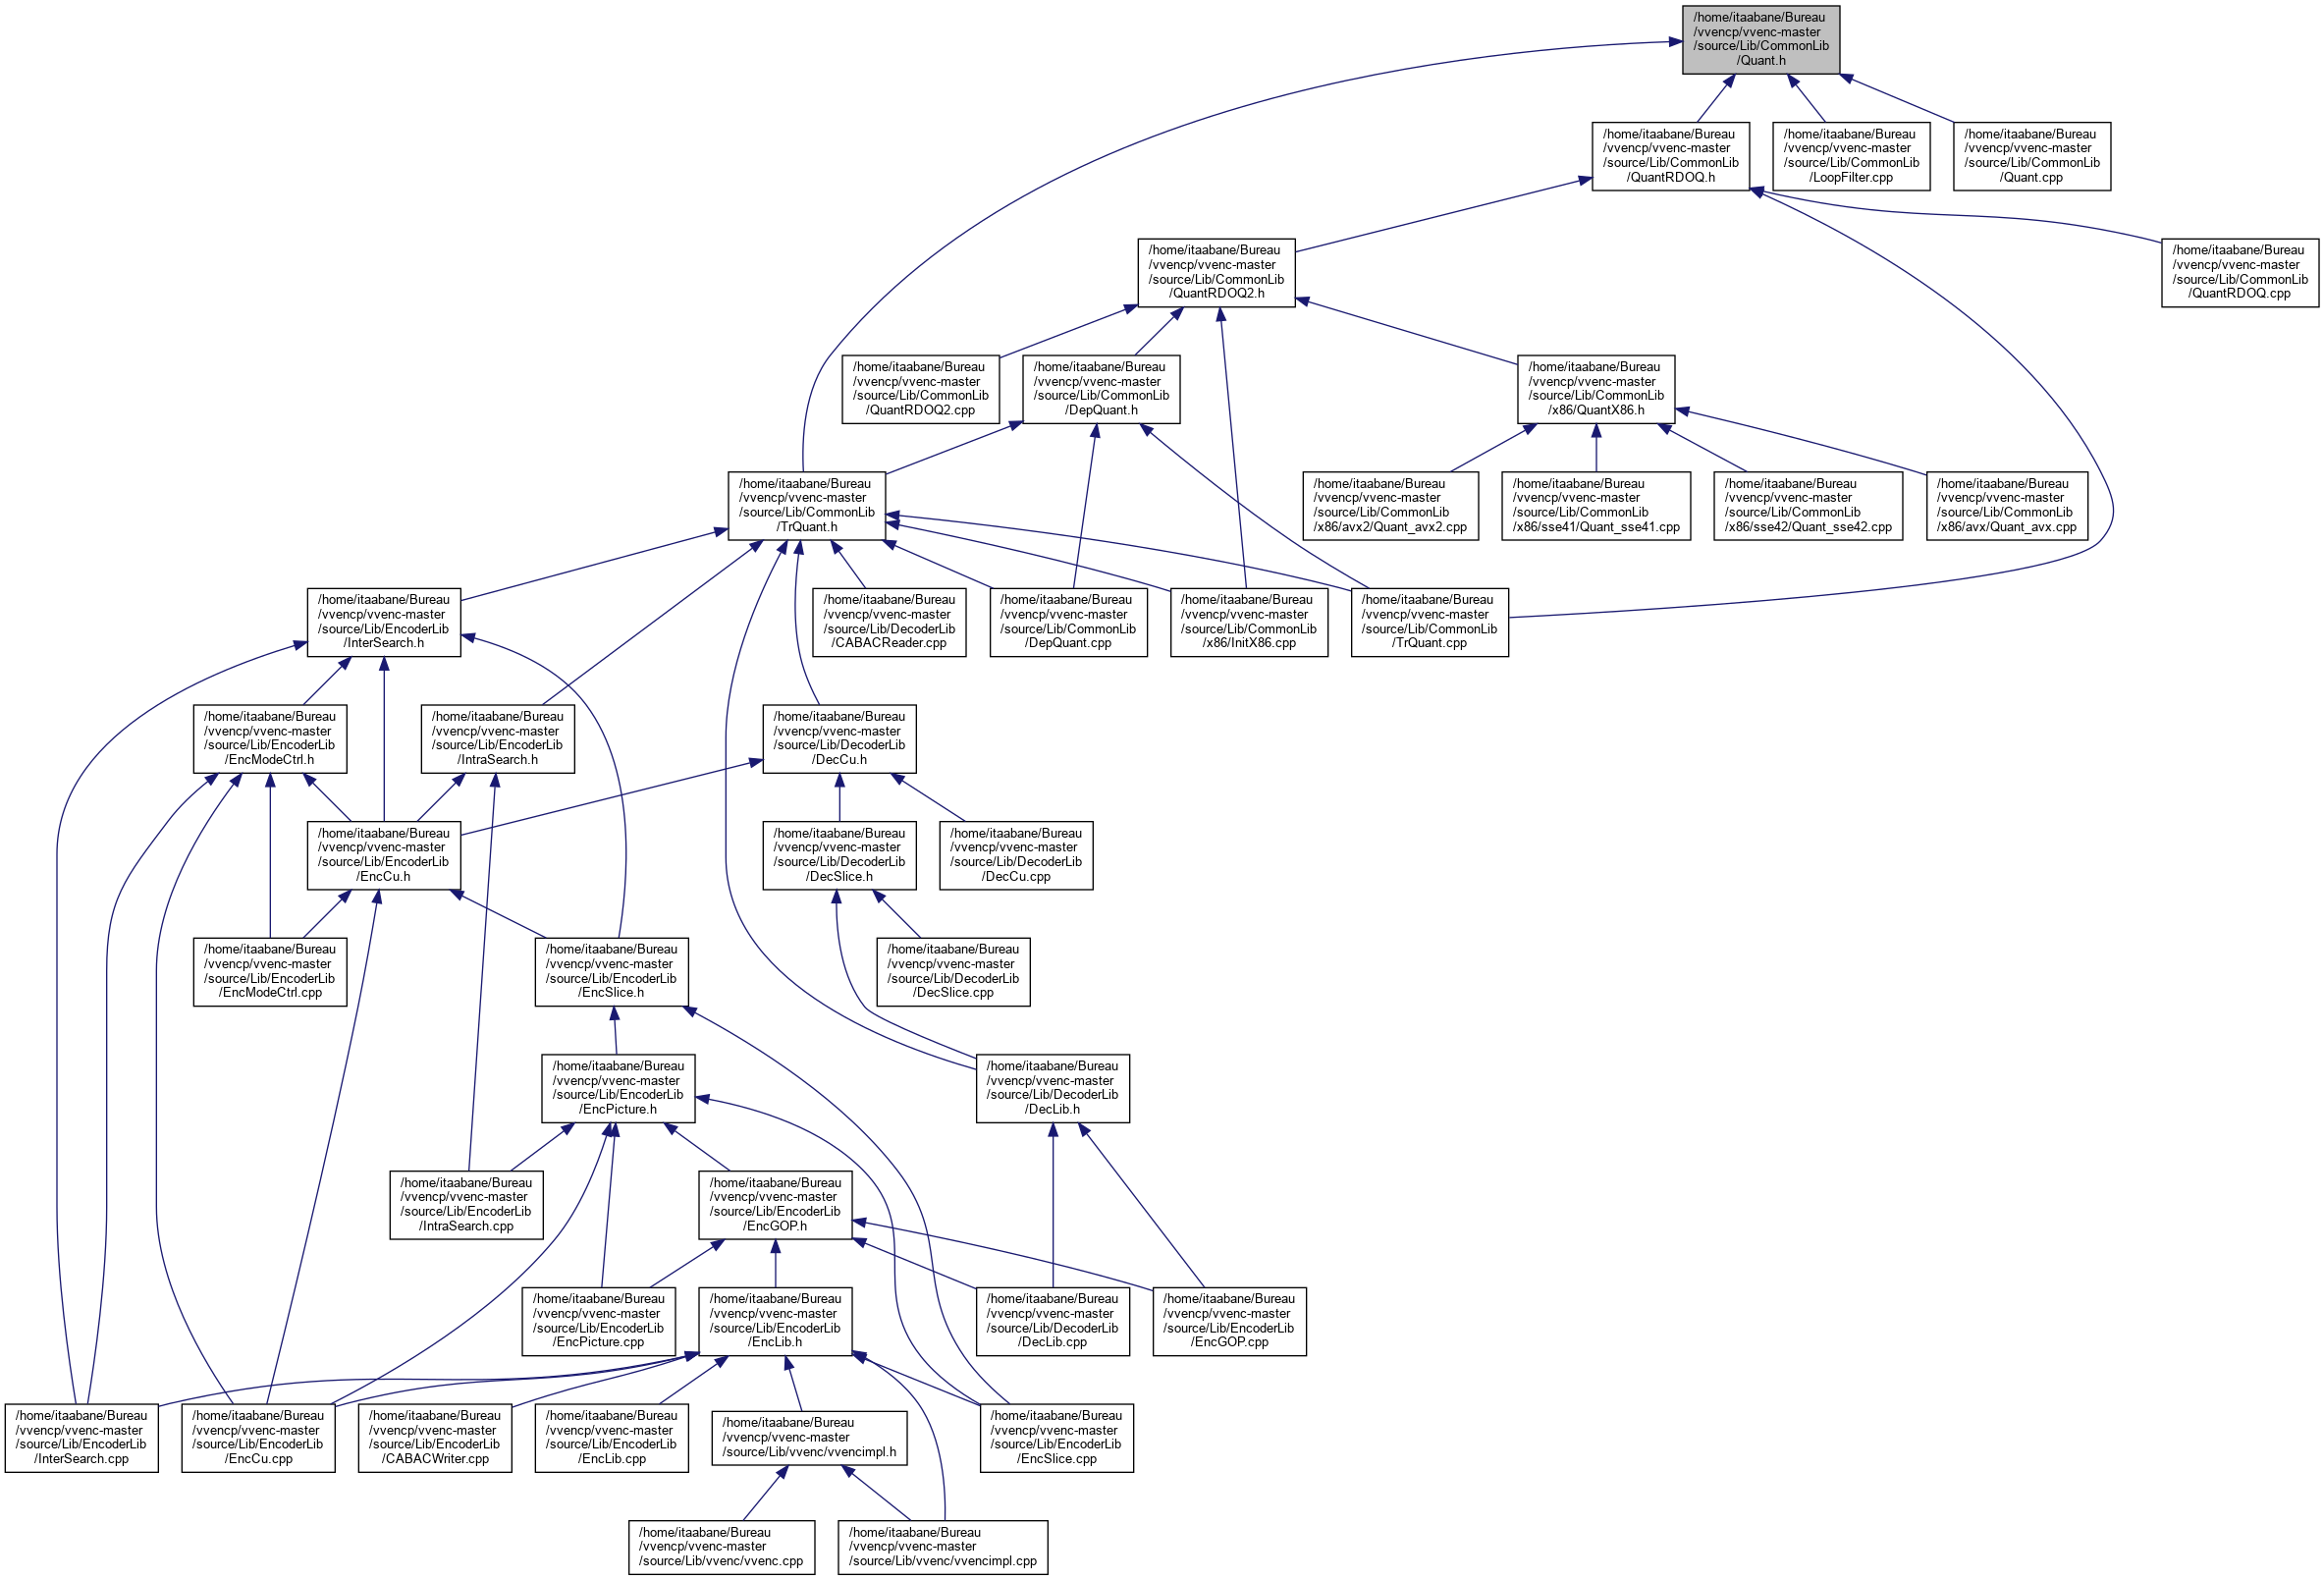 /home/itaabane/Bureau
/vvencp/vvenc-master
/source/Lib/CommonLib
/Quant.h
/home/itaabane/Bureau
/vvencp/vvenc-master
/source/Lib/CommonLib
/QuantRDOQ.h
/home/itaabane/Bureau
/vvencp/vvenc-master
/source/Lib/CommonLib
/LoopFilter.cpp
/home/itaabane/Bureau
/vvencp/vvenc-master
/source/Lib/CommonLib
/Quant.cpp
/home/itaabane/Bureau
/vvencp/vvenc-master
/source/Lib/CommonLib
/QuantRDOQ2.h
/home/itaabane/Bureau
/vvencp/vvenc-master
/source/Lib/CommonLib
/QuantRDOQ.cpp
/home/itaabane/Bureau
/vvencp/vvenc-master
/source/Lib/CommonLib
/QuantRDOQ2.cpp
/home/itaabane/Bureau
/vvencp/vvenc-master
/source/Lib/CommonLib
/DepQuant.h
/home/itaabane/Bureau
/vvencp/vvenc-master
/source/Lib/CommonLib
/x86/QuantX86.h
/home/itaabane/Bureau
/vvencp/vvenc-master
/source/Lib/CommonLib
/TrQuant.h
/home/itaabane/Bureau
/vvencp/vvenc-master
/source/Lib/CommonLib
/x86/avx2/Quant_avx2.cpp
/home/itaabane/Bureau
/vvencp/vvenc-master
/source/Lib/CommonLib
/x86/sse41/Quant_sse41.cpp
/home/itaabane/Bureau
/vvencp/vvenc-master
/source/Lib/CommonLib
/x86/sse42/Quant_sse42.cpp
/home/itaabane/Bureau
/vvencp/vvenc-master
/source/Lib/CommonLib
/x86/avx/Quant_avx.cpp
/home/itaabane/Bureau
/vvencp/vvenc-master
/source/Lib/EncoderLib
/InterSearch.h
/home/itaabane/Bureau
/vvencp/vvenc-master
/source/Lib/DecoderLib
/CABACReader.cpp
/home/itaabane/Bureau
/vvencp/vvenc-master
/source/Lib/CommonLib
/DepQuant.cpp
/home/itaabane/Bureau
/vvencp/vvenc-master
/source/Lib/CommonLib
/x86/InitX86.cpp
/home/itaabane/Bureau
/vvencp/vvenc-master
/source/Lib/CommonLib
/TrQuant.cpp
/home/itaabane/Bureau
/vvencp/vvenc-master
/source/Lib/EncoderLib
/EncModeCtrl.h
/home/itaabane/Bureau
/vvencp/vvenc-master
/source/Lib/EncoderLib
/IntraSearch.h
/home/itaabane/Bureau
/vvencp/vvenc-master
/source/Lib/DecoderLib
/DecCu.h
/home/itaabane/Bureau
/vvencp/vvenc-master
/source/Lib/EncoderLib
/EncCu.h
/home/itaabane/Bureau
/vvencp/vvenc-master
/source/Lib/DecoderLib
/DecSlice.h
/home/itaabane/Bureau
/vvencp/vvenc-master
/source/Lib/DecoderLib
/DecCu.cpp
/home/itaabane/Bureau
/vvencp/vvenc-master
/source/Lib/EncoderLib
/EncModeCtrl.cpp
/home/itaabane/Bureau
/vvencp/vvenc-master
/source/Lib/EncoderLib
/EncSlice.h
/home/itaabane/Bureau
/vvencp/vvenc-master
/source/Lib/DecoderLib
/DecSlice.cpp
/home/itaabane/Bureau
/vvencp/vvenc-master
/source/Lib/EncoderLib
/EncPicture.h
/home/itaabane/Bureau
/vvencp/vvenc-master
/source/Lib/DecoderLib
/DecLib.h
/home/itaabane/Bureau
/vvencp/vvenc-master
/source/Lib/EncoderLib
/IntraSearch.cpp
/home/itaabane/Bureau
/vvencp/vvenc-master
/source/Lib/EncoderLib
/EncGOP.h
/home/itaabane/Bureau
/vvencp/vvenc-master
/source/Lib/EncoderLib
/EncPicture.cpp
/home/itaabane/Bureau
/vvencp/vvenc-master
/source/Lib/EncoderLib
/EncLib.h
/home/itaabane/Bureau
/vvencp/vvenc-master
/source/Lib/DecoderLib
/DecLib.cpp
/home/itaabane/Bureau
/vvencp/vvenc-master
/source/Lib/EncoderLib
/EncGOP.cpp
/home/itaabane/Bureau
/vvencp/vvenc-master
/source/Lib/EncoderLib
/InterSearch.cpp
/home/itaabane/Bureau
/vvencp/vvenc-master
/source/Lib/EncoderLib
/EncCu.cpp
/home/itaabane/Bureau
/vvencp/vvenc-master
/source/Lib/EncoderLib
/CABACWriter.cpp
/home/itaabane/Bureau
/vvencp/vvenc-master
/source/Lib/EncoderLib
/EncLib.cpp
/home/itaabane/Bureau
/vvencp/vvenc-master
/source/Lib/vvenc/vvencimpl.h
/home/itaabane/Bureau
/vvencp/vvenc-master
/source/Lib/EncoderLib
/EncSlice.cpp
/home/itaabane/Bureau
/vvencp/vvenc-master
/source/Lib/vvenc/vvenc.cpp
/home/itaabane/Bureau
/vvencp/vvenc-master
/source/Lib/vvenc/vvencimpl.cpp